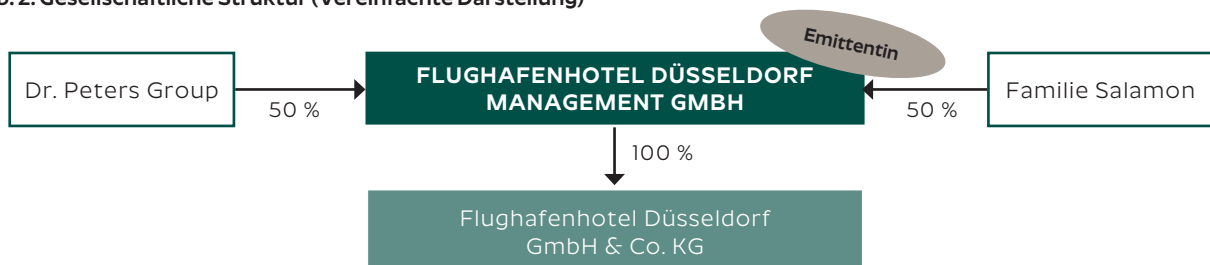 2. Gesellschaftliche Struktur (Vereinfachte Darstellung)
Emittentin
Dr. Peters Group
50 %
FLUGHAFENHOTEL DÜSSELDORF
MANAGEMENT GMBH
50 %
Familie Salamon
100 %
Flughafenhotel Düsseldorf
GmbH & Co. KG